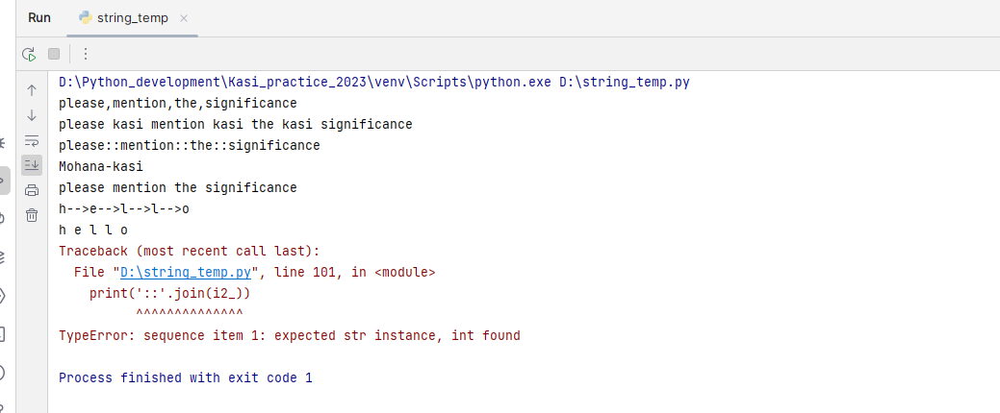 Run string_temp
D:\Python_development\Kasi_practice_2023\venv\Scripts\python.exe D:\string_temp.py
please,mention,the,significance
please kasi mention kasi the kasi significance
please::mention::the::significance
Mohana-kasi
please mention the significance
h-->e-->l-->l-->o
h e l l o
Traceback (most recent call last):
  File "D:\string_temp.py", line 101, in <module>
    print('::'.join(i2_))
          ^^^^^^^^^^^^^^
TypeError: sequence item 1: expected str instance, int found
Process finished with exit code 1